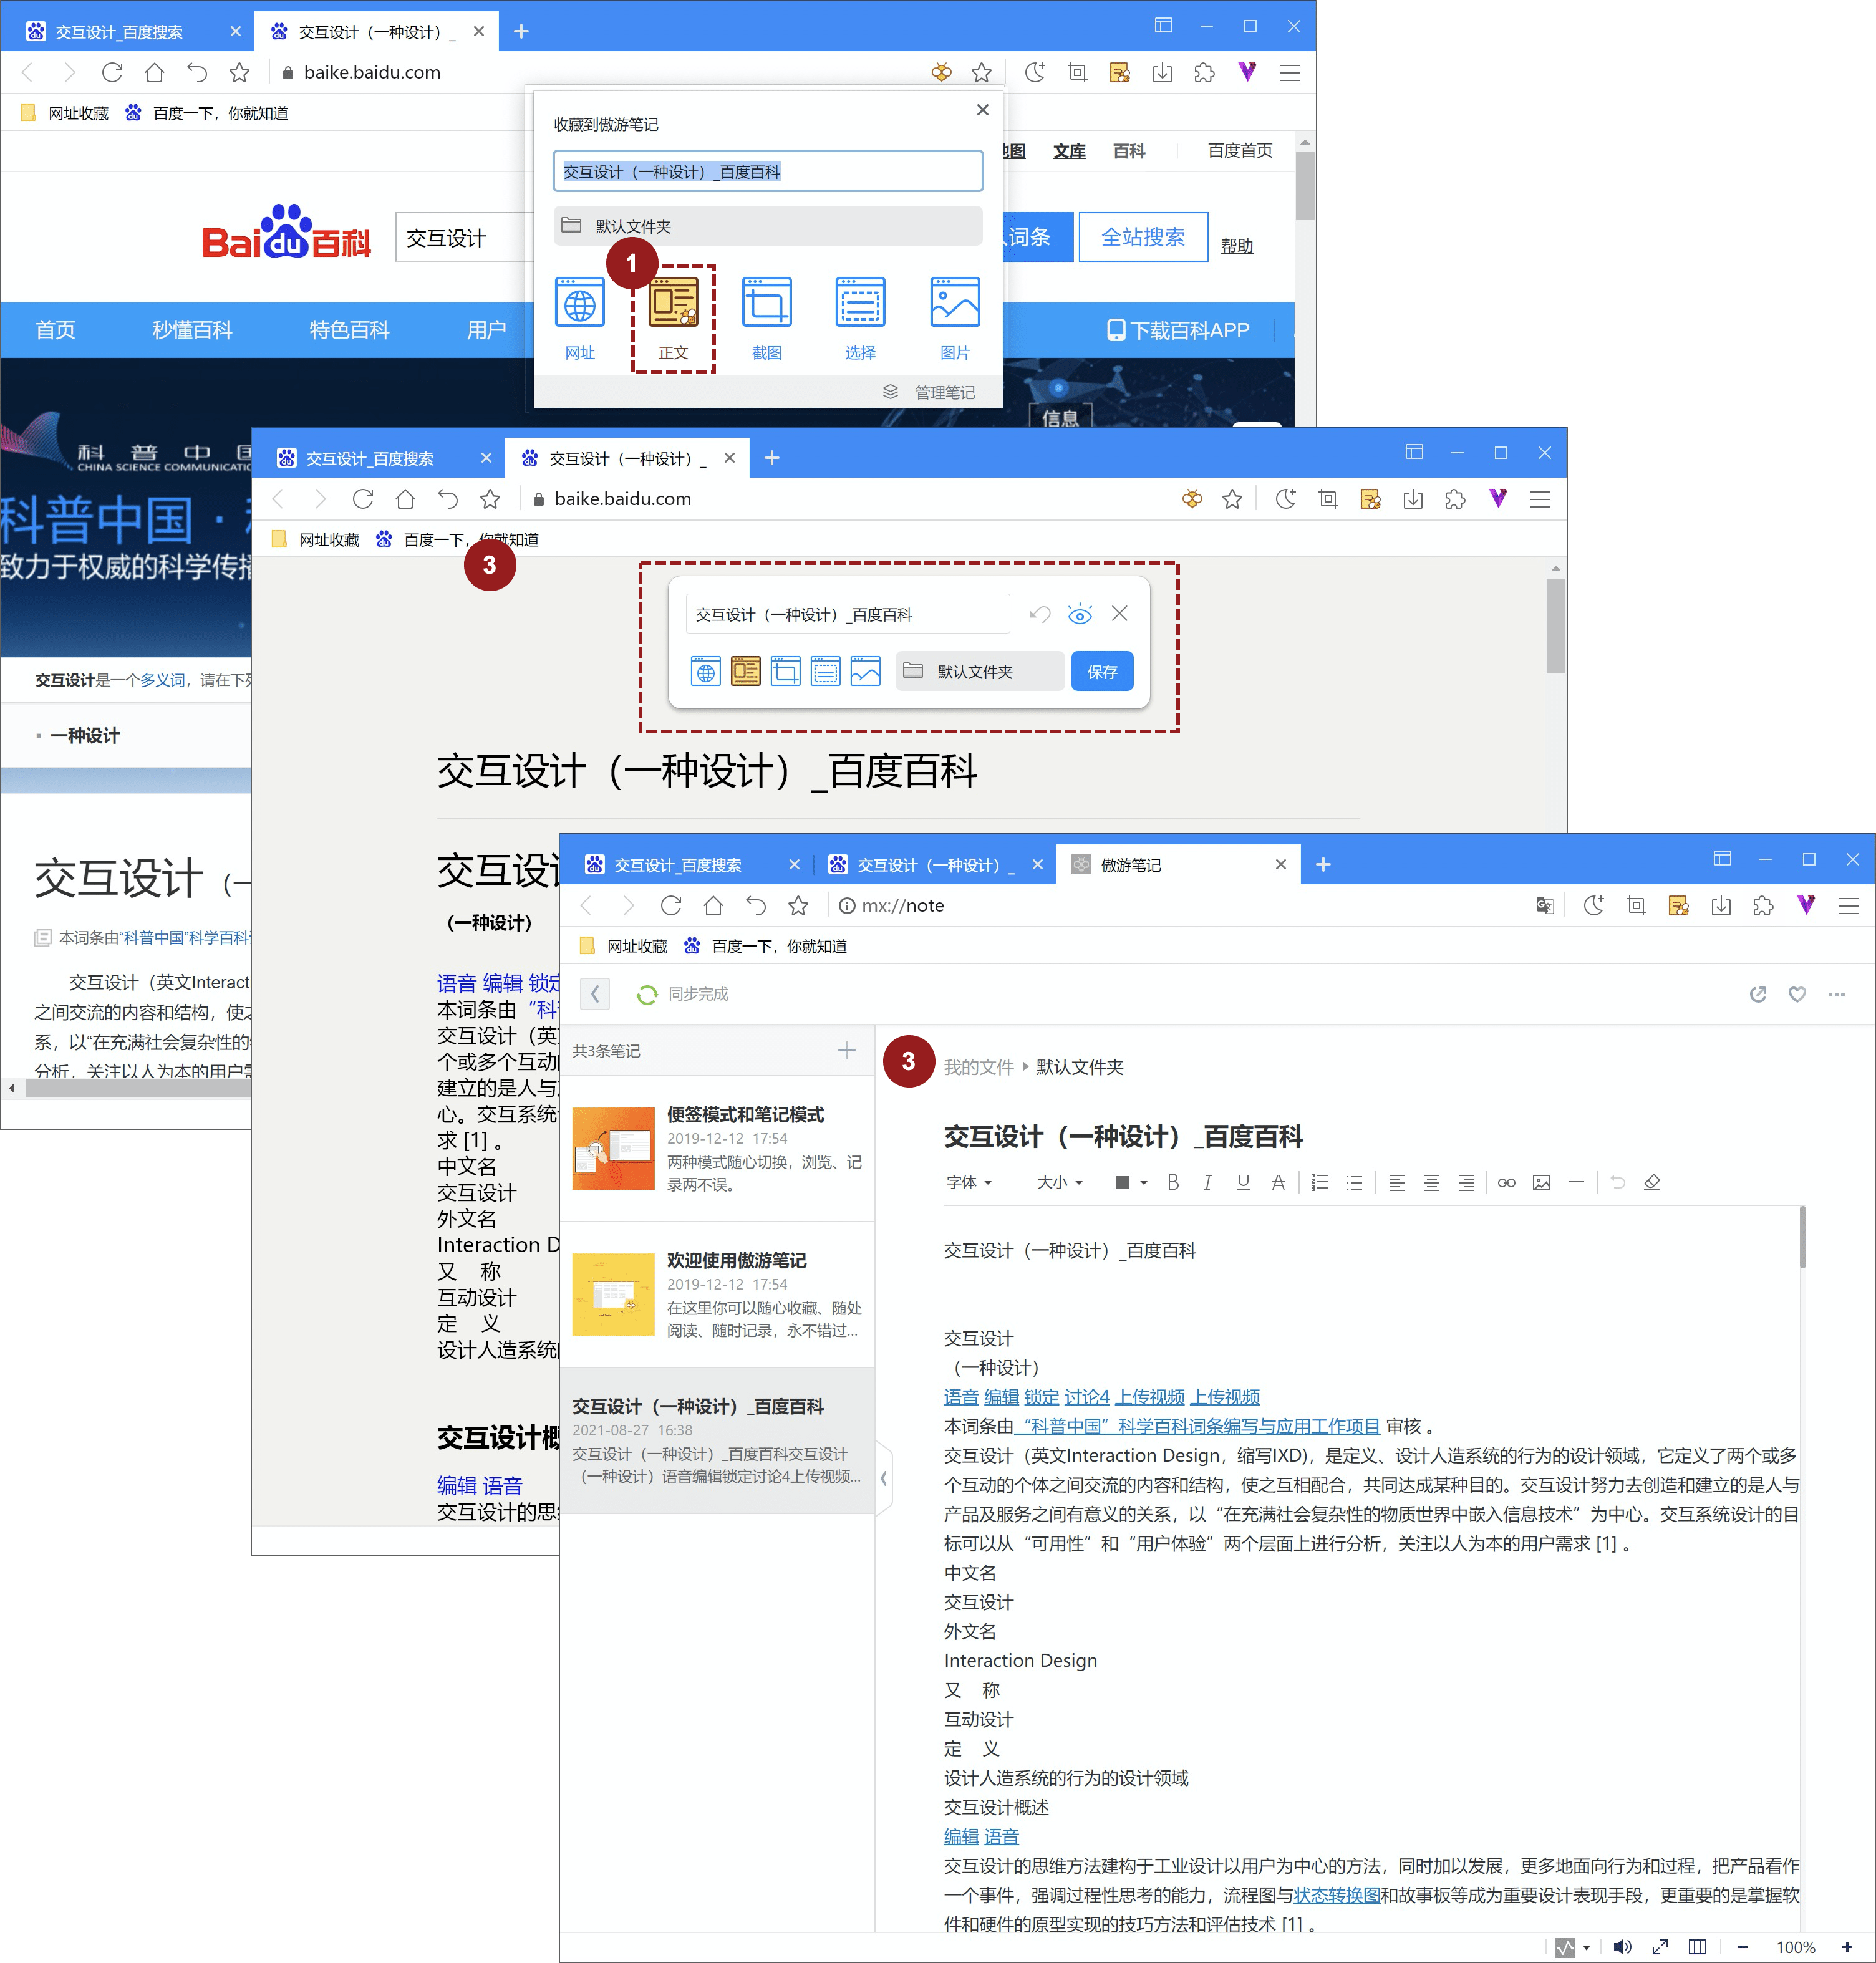 交互设计_百度搜索
交互设计（一种设计）_
baike.baidu.com
网址收藏
百度一下，你就知道
收藏到傲游笔记
交互设计（一种设计）_百度百科
默认文件夹
1
网址
正文
截图
选择
图片
管理笔记
地图
文库
百科
百度首页
Baidu百科
交互设计
词条
全站搜索
帮助
首页
秒懂百科
特色百科
用户
下载百科APP
信息
科普中国
CHINA SCIENCE COMMUNICATIO
科普中国·
致力于权威的科学传
交互设计是一个多义词，请在下
一种设计
交互设计（一
本词条由“科普中国”科学百科
交互设计（英文Interact
之间交流的内容和结构，使之
系，以“在充满社会复杂性的
分析，关注以人为本的用户
交互设计_百度搜索
交互设计（一种设计）_
baike.baidu.com
网址收藏
百度一下，你就知道
3
交互设计（一种设计）_百度百科
默认文件夹
保存
交互设计（一种设计）_百度百科
交互设
（一种设计）
语音 编辑 锁定
本词条由“科
交互设计（英
个或多个互动
建立的是人与
心。交互系统
求 [1] 。
中文名
交互设计
外文名
Interaction D
又 称
互动设计
定 义
设计人造系统
交互设计概
编辑 语音
交互设计的思
交互设计_百度搜索
交互设计（一种设计）_
傲游笔记
mx://note
网址收藏
百度一下，你就知道
同步完成
共3条笔记
便签模式和笔记模式
2019-12-12 17:54
两种模式随心切换，浏览、记
录两不误。
欢迎使用傲游笔记
2019-12-12 17:54
在这里你可以随心收藏、随处
阅读、随时记录，永不错过...
交互设计（一种设计）_百度百科
2021-08-27 16:38
交互设计（一种设计）_百度百科交互设计
（一种设计）语音编辑锁定讨论4上传视频...
3
我的文件
默认文件夹
交互设计（一种设计）_百度百科
字体
大小
B I U A
交互设计（一种设计）_百度百科
交互设计
（一种设计）
语音 编辑 锁定 讨论4 上传视频 上传视频
本词条由“科普中国”科学百科词条编写与应用工作项目 审核 。
交互设计（英文Interaction Design，缩写IXD)，是定义、设计人造系统的行为的设计领域，它定义了两个或多
个互动的个体之间交流的内容和结构，使之互相配合，共同达成某种目的。交互设计努力去创造和建立的是人与
产品及服务之间有意义的关系，以“在充满社会复杂性的物质世界中嵌入信息技术”为中心。交互系统设计的目
标可以从“可用性”和“用户体验”两个层面上进行分析，关注以人为本的用户需求 [1] 。
中文名
交互设计
外文名
Interaction Design
又 称
互动设计
定 义
设计人造系统的行为的设计领域
交互设计概述
编辑 语音
交互设计的思维方法建构于工业设计以用户为中心的方法，同时加以发展，更多地面向行为和过程，把产品看作
一个事件，强调过程性思考的能力，流程图与状态转换图和故事板等成为重要设计表现手段，更重要的是掌握软
件和硬件的原型实现的技巧方法和评估技术 [1] 。
100%